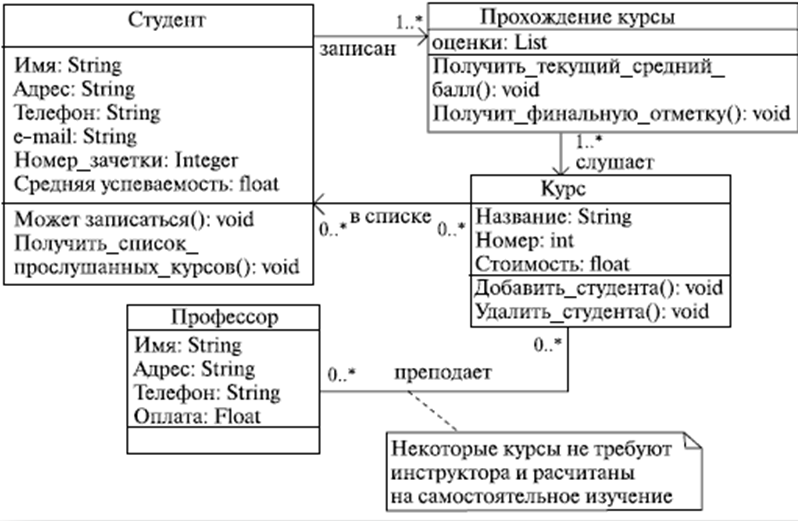 Студент
Имя: String
Адрес: String
Телефон: String
e-mail: String
Номер_зачетки: Integer
Средняя успеваемость: float
Может записаться(): void
Получить_список_
прослушанных_курсов(): void
1..*
записан
Прохождение курсы
оценки: List
Получить_текущий_средний_
балл(): void
Получит_финальную_отметку(): void
1..*
слушает
Курс
Название: String
Номер: int
Стоимость: float
Добавить_студента(): void
Удалить_студента(): void
0..*
в списке
0..*
Профессор
Имя: String
Адрес: String
Телефон: String
Оплата: Float
0..*
преподает
0..*
Некоторые курсы не требуют
инструктора и расчитаны
на самостоятельное изучение